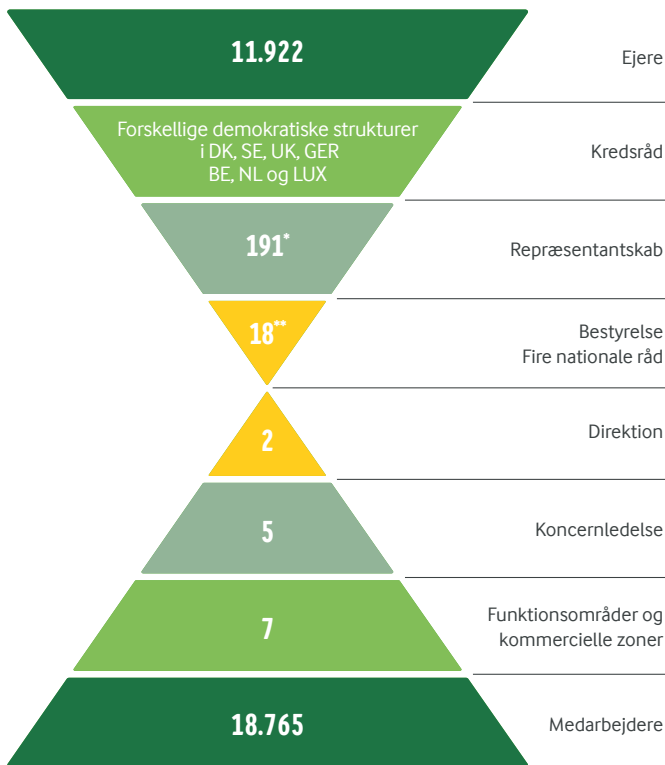 11.922
Ejere
Forskellige demokratiske strukturer
i DK, SE, UK, GER
BE, NL og LUX
Kredsråd
191*
Repræsentantskab
18**
Bestyrelse
Fire nationale råd
2
Direktion
5
Koncernledelse
7
Funktionsområder og
kommercielle zoner
18.765
Medarbejdere